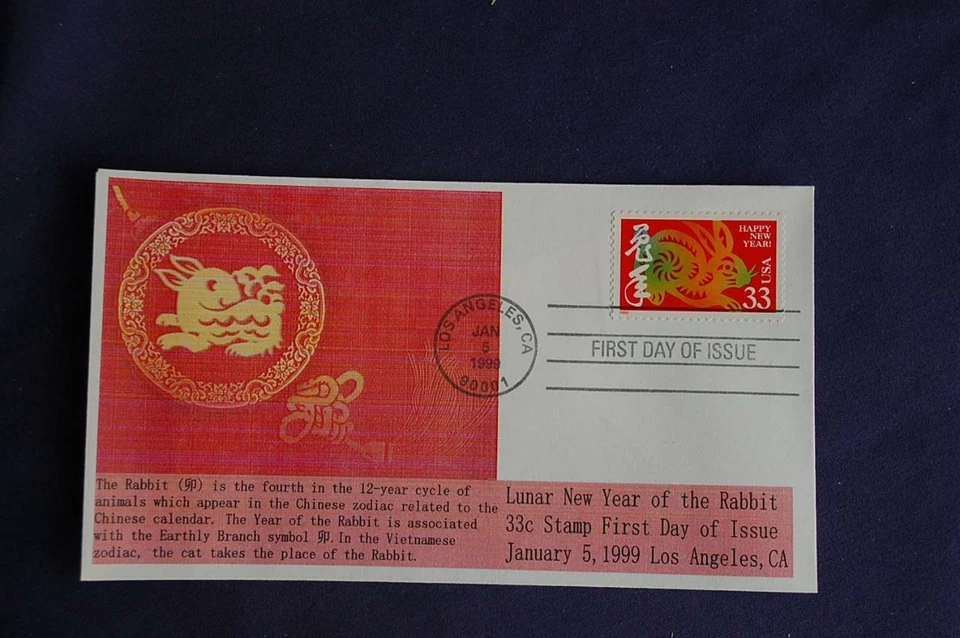 兔年
HAPPY
NEW
YEAR!
USA
33
LOS ANGELES, CA
JAN
5
1999
90001
FIRST DAY OF ISSUE
The Rabbit (卯) is the fourth in the 12-year cycle of
animals which appear in the Chinese zodiac related to the
Chinese calendar. The Year of the Rabbit is associated
with the Earthly Branch symbol 卯. In the Vietnamese
zodiac, the cat takes the place of the Rabbit.
Lunar New Year of the Rabbit
33c Stamp First Day of Issue
January 5, 1999 Los Angeles, CA